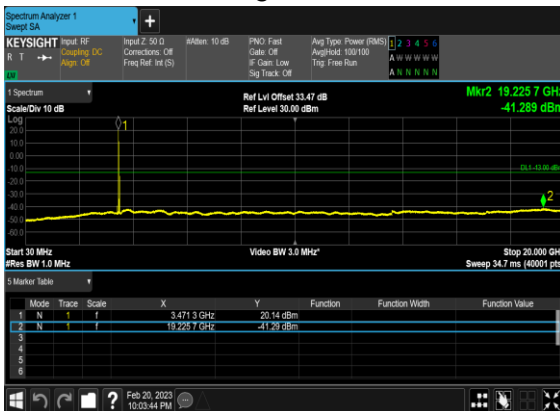 Spectrum Analyzer 1
Swept SA
+
KEYSIGHT
R T
LV
Input: RF
Coupling: DC
Align: Off
Input Z: 50 Ω
Corrections: Off
Freq Ref: Int (S)
#Atten: 10 dB
PNO: Fast
Gate: Off
IF Gain: Low
Sig Track: Off
Avg Type: Power (RMS)
Avg|Hold: 100/100
Trig: Free Run
1 2 3 4 5 6
A W W W W W
A N N N N N
1 Spectrum
Scale/Div 10 dB
Ref Lvl Offset 33.47 dB
Ref Level 30.00 dBm
Mkr2 19.225 7 GHz
-41.289 dBm
Log
20.0
10.0
0.00
-10.0
-20.0
-30.0
-40.0
-50.0
-60.0
1
DL1 -13.00 dBm
2
Start 30 MHz
#Res BW 1.0 MHz
Video BW 3.0 MHz*
Stop 20.000 GH
Sweep 34.7 ms (40001 pts
5 Marker Table
Mode Trace Scale X Y Function Function Width Function Value
1 N 1 f 3.471 3 GHz 20.14 dBm
2 N 1 f 19.225 7 GHz -41.29 dBm
3
4
5
6
?
Feb 20, 2023
10:03:44 PM